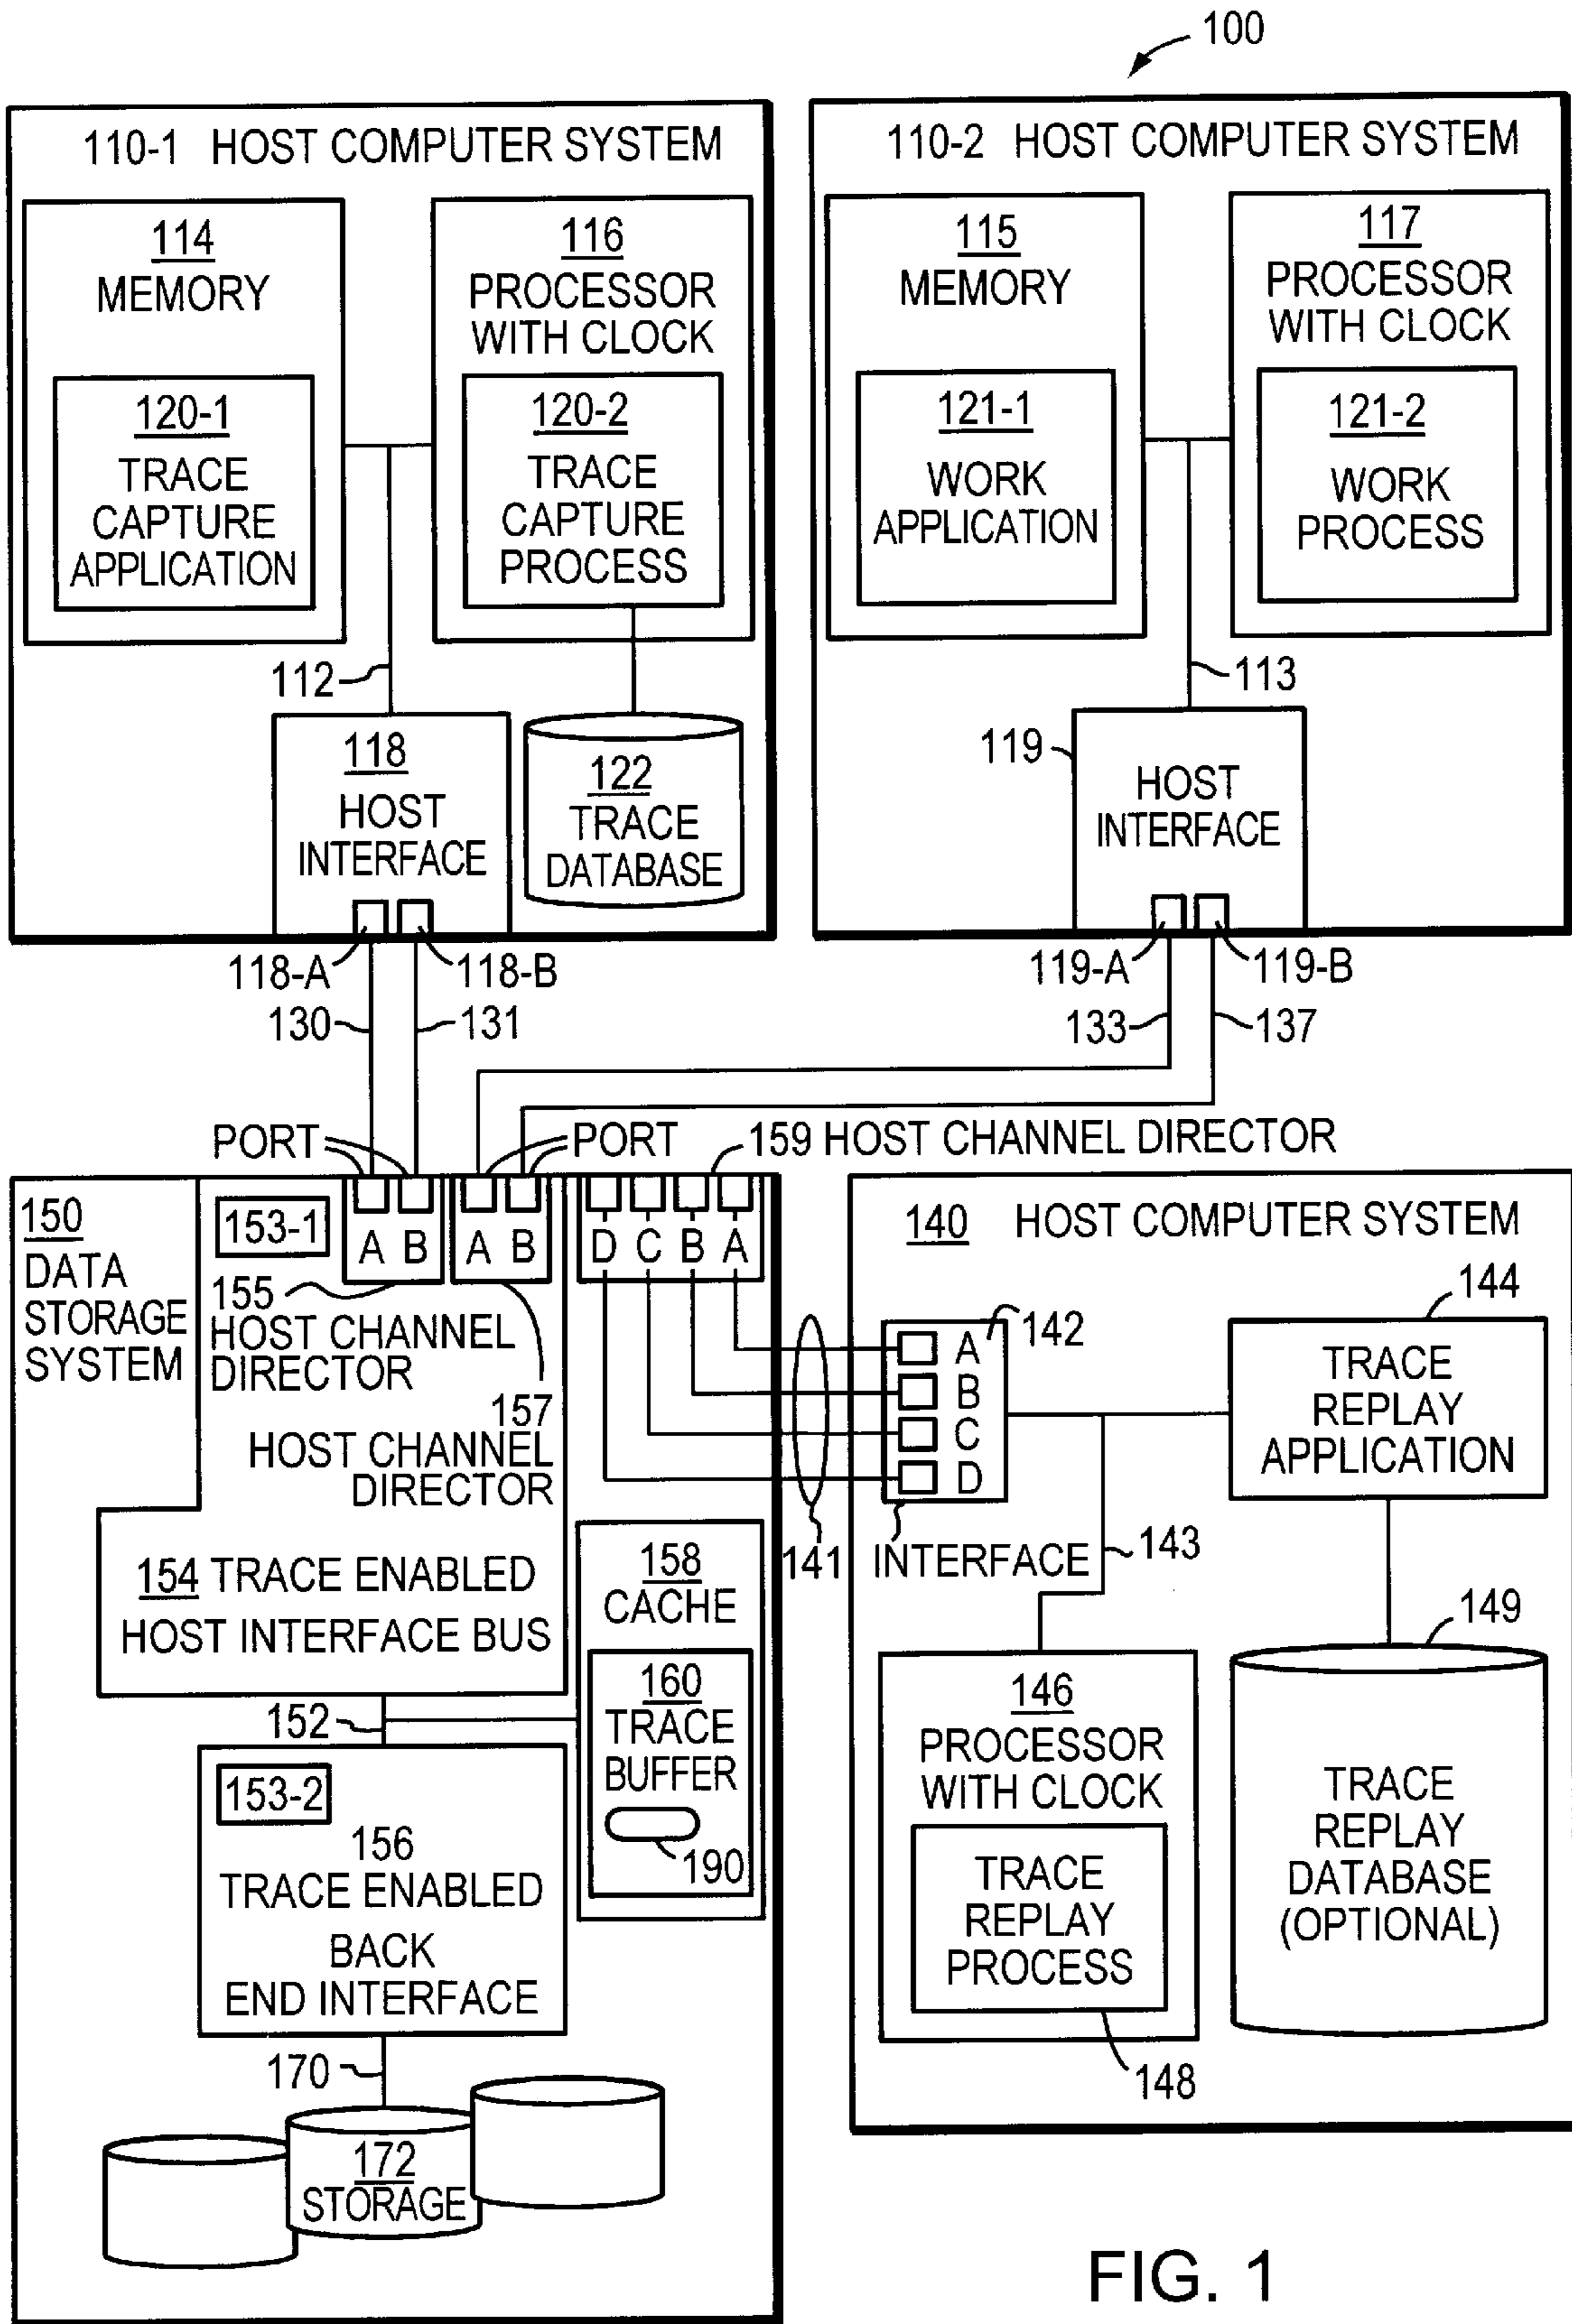 100
110-1 HOST COMPUTER SYSTEM
114
MEMORY
120-1
TRACE
CAPTURE
APPLICATION
116
PROCESSOR
WITH CLOCK
120-2
TRACE
CAPTURE
PROCESS
112
118
HOST
INTERFACE
122
TRACE
DATABASE
118-A
118-B
130
131
110-2 HOST COMPUTER SYSTEM
115
MEMORY
121-1
WORK
APPLICATION
117
PROCESSOR
WITH CLOCK
121-2
WORK
PROCESS
113
119
HOST
INTERFACE
119-A
119-B
133
137
PORT
PORT
159 HOST CHANNEL DIRECTOR
150
DATA
STORAGE
SYSTEM
153-1
A B
A B
D C B A
155
HOST CHANNEL
DIRECTOR
157
HOST CHANNEL
DIRECTOR
154 TRACE ENABLED
HOST INTERFACE BUS
152
158
CACHE
160
TRACE
BUFFER
190
153-2
156
TRACE ENABLED
BACK
END INTERFACE
170
172
STORAGE
141
140 HOST COMPUTER SYSTEM
142
A
B
C
D
INTERFACE
143
144
TRACE
REPLAY
APPLICATION
146
PROCESSOR
WITH CLOCK
TRACE
REPLAY
PROCESS
148
149
TRACE
REPLAY
DATABASE
(OPTIONAL)
FIG. 1